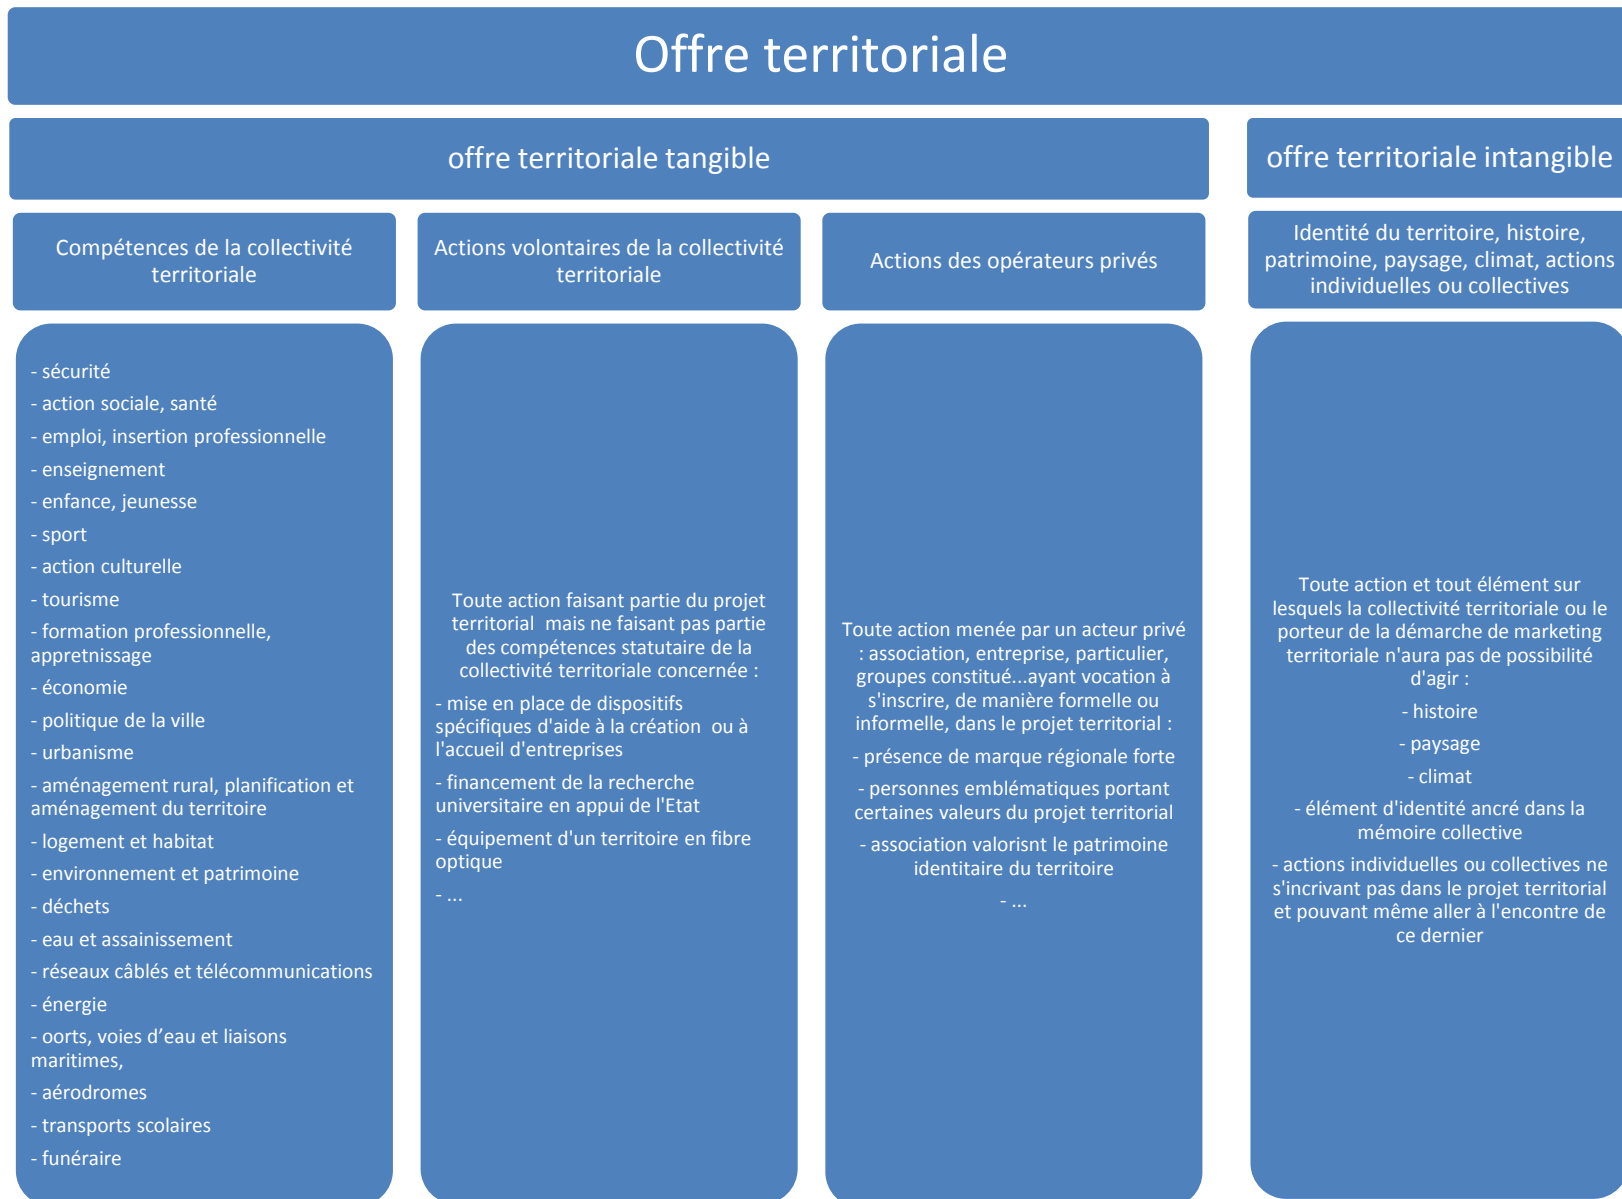 Offre territoriale
offre territoriale tangible
offre territoriale intangible
Compétences de la collectivité
territoriale
Actions volontaires de la collectivité
territoriale
Actions des opérateurs privés
Identité du territoire, histoire,
patrimoine, paysage, climat, actions
individuelles ou collectives
- sécurité
- action sociale, santé
- emploi, insertion professionnelle
- enseignement
- enfance, jeunesse
- sport
- action culturelle
- tourisme
- formation professionnelle,
appretnissage
- économie
- politique de la ville
- urbanisme
- aménagement rural, planification et
aménagement du territoire
- logement et habitat
- environnement et patrimoine
- déchets
- eau et assainissement
- réseaux câblés et télécommunications
- énergie
- oorts, voies d’eau et liaisons
maritimes,
- aérodromes
- transports scolaires
- funéraire
Toute action faisant partie du projet
territorial mais ne faisant pas partie
des compétences statutaire de la
collectivité territoriale concernée :
- mise en place de dispositifs
spécifiques d'aide à la création ou à
l'accueil d'entreprises
- financement de la recherche
universitaire en appui de l'Etat
- équipement d'un territoire en fibre
optique
- ...
Toute action menée par un acteur privé
: association, entreprise, particulier,
groupes constitué...ayant vocation à
s'inscrire, de manière formelle ou
informelle, dans le projet territorial :
- présence de marque régionale forte
- personnes emblématiques portant
certaines valeurs du projet territorial
- association valorisnt le patrimoine
identitaire du territoire
- ...
Toute action et tout élément sur
lesquels la collectivité territoriale ou le
porteur de la démarche de marketing
territoriale n'aura pas de possibilité
d'agir :
- histoire
- paysage
- climat
- élément d'identité ancré dans la
mémoire collective
- actions individuelles ou collectives ne
s'incrivant pas dans le projet territorial
et pouvant même aller à l'encontre de
ce dernier